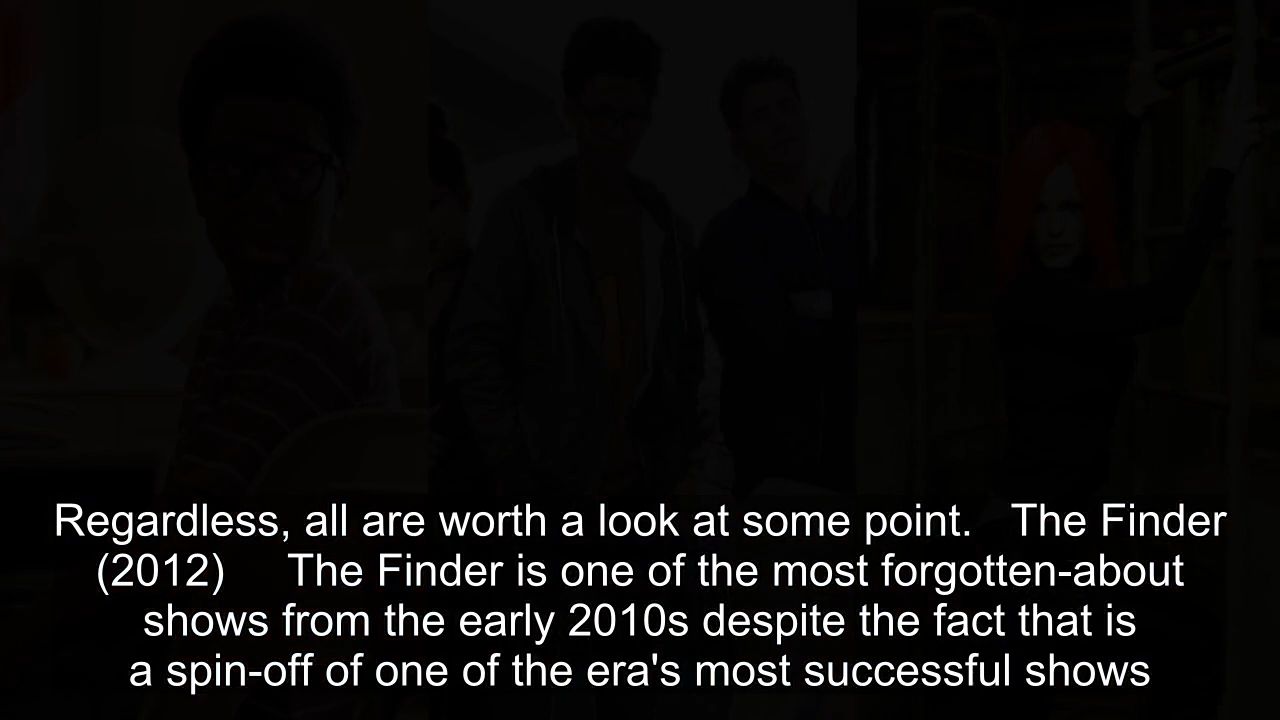 Regardless, all are worth a look at some point. The Finder
(2012) The Finder is one of the most forgotten-about
shows from the early 2010s despite the fact that is
a spin-off of one of the era's most successful shows